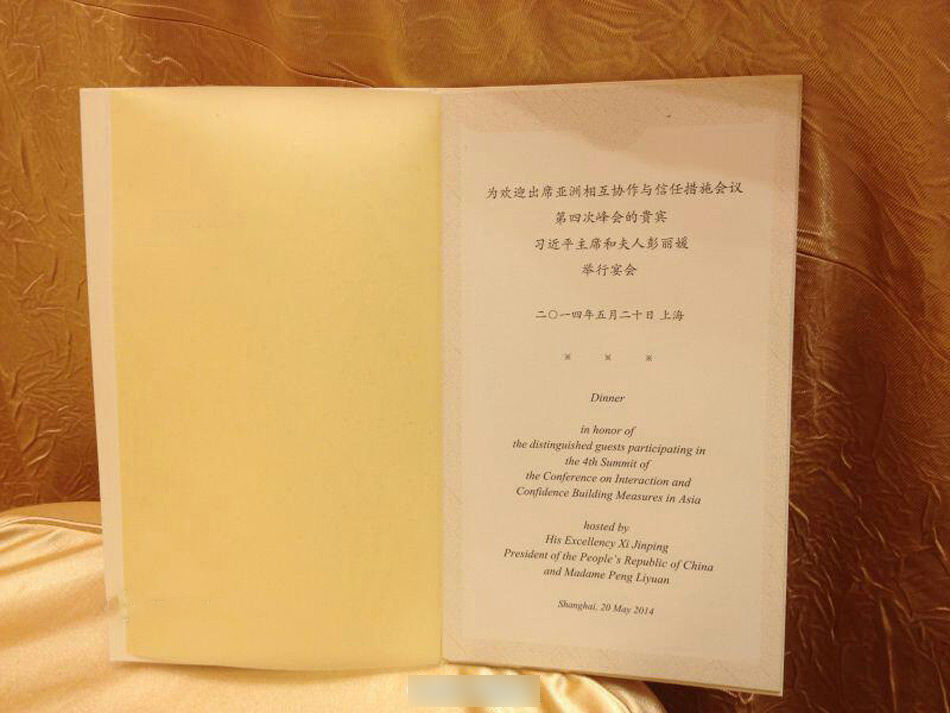 为欢迎出席亚洲相互协作与信任措施会议
第四次峰会的贵宾
习近平主席和夫人彭丽媛
举行宴会
二〇一四年五月二十日 上海
※ ※ ※
Dinner
in honor of
the distinguished guests participating in
the 4th Summit of
the Conference on Interaction and
Confidence Building Measures in Asia
hosted by
His Excellency Xi Jinping
President of the People's Republic of China
and Madame Peng Liyuan
Shanghai, 20 May 2014